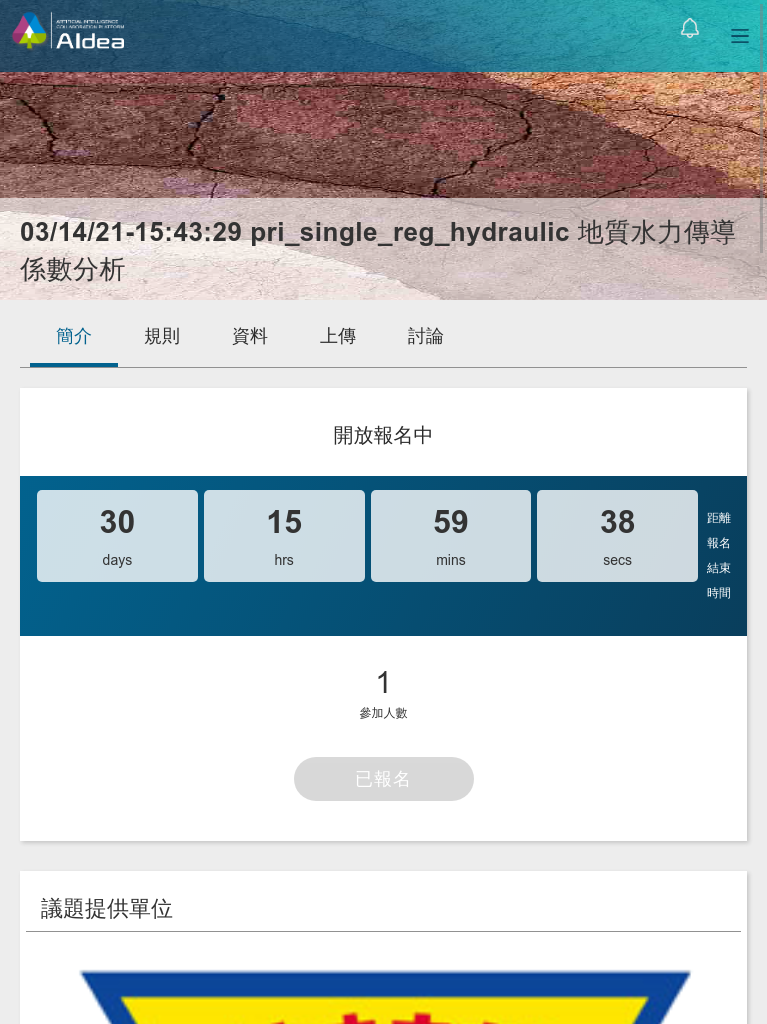 ARTIFICIAL INTELLIGENCE
COLLABORATION PLATFORM
AIdea
03/14/21-15:43:29 pri_single_reg_hydraulic 地質水力傳導
係數分析
簡介 規則 資料 上傳 討論
開放報名中
30 15 59 38
days hrs mins secs
距離
報名
結束
時間
1
參加人數
已報名
議題提供單位